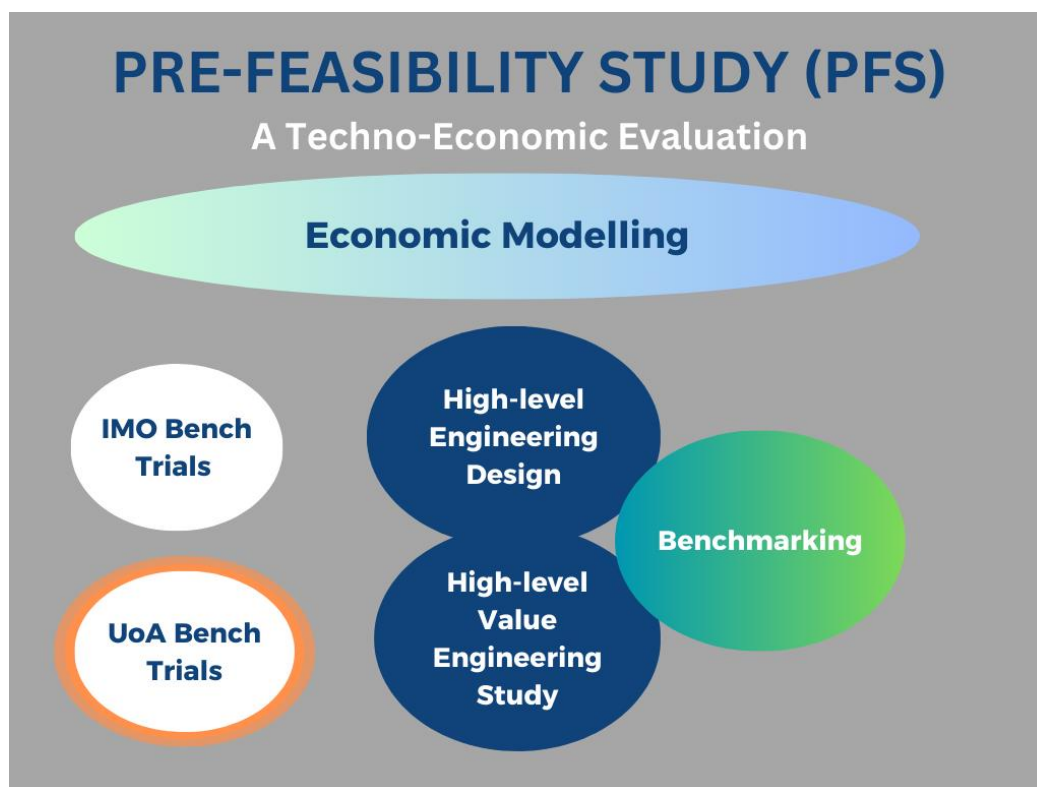 PRE-FEASIBILITY STUDY (PFS)
A Techno-Economic Evaluation
Economic Modelling
IMO Bench
Trials
High-level
Engineering
Design
Benchmarking
UoA Bench
Trials
High-level
Value
Engineering
Study